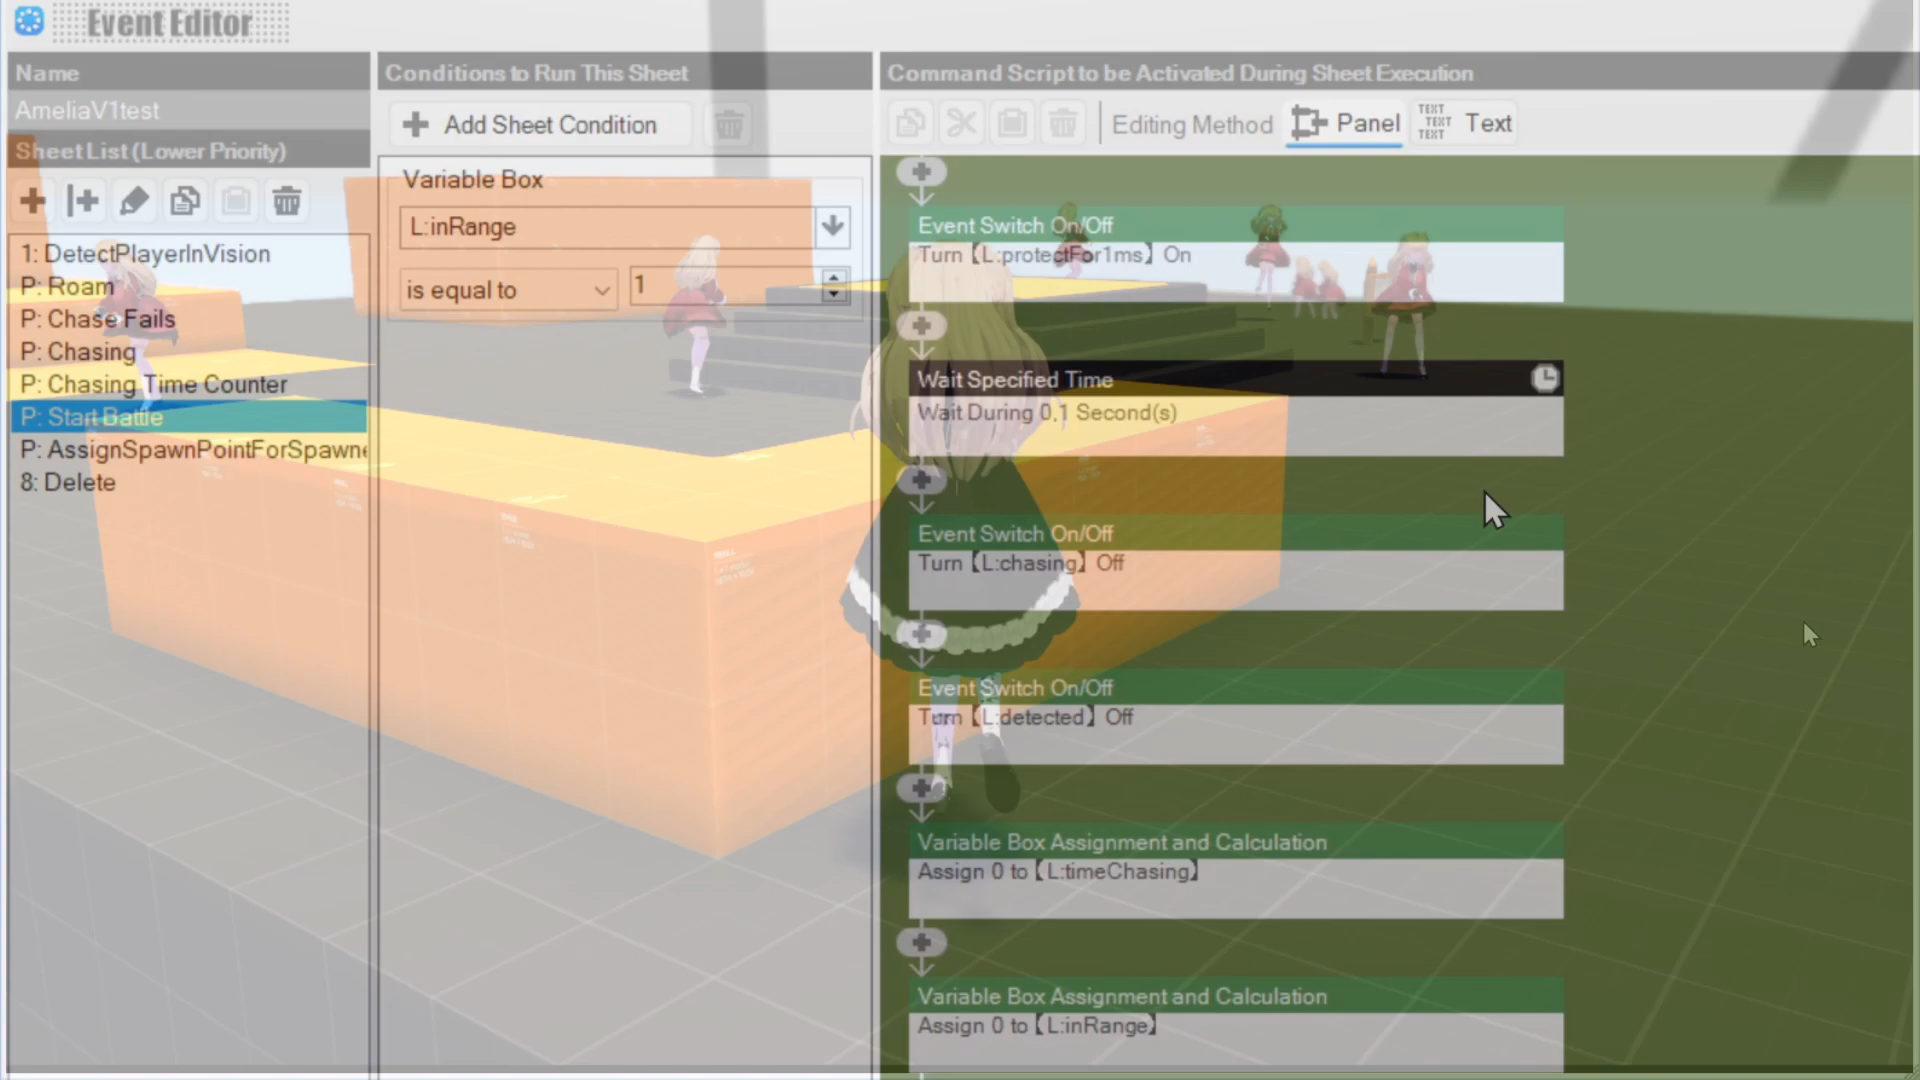 Event Editor
Name
AmeliaV1test
Sheet List (Lower Priority)
1: DetectPlayerInVision
P: Roam
P: Chase Fails
P: Chasing
P: Chasing Time Counter
P: Start Battle
P: AssignSpawnPointForSpawne
8: Delete
Conditions to Run This Sheet
Add Sheet Condition
Variable Box
L:inRange
is equal to
1
Command Script to be Activated During Sheet Execution
Editing Method
Panel
TEXT
TEXT
TEXT
Text
Event Switch On/Off
Turn【L:protectFor1ms】On
Wait Specified Time
Wait During 0,1 Second(s)
Event Switch On/Off
Turn【L:chasing】Off
Event Switch On/Off
Turn【L:detected】Off
Variable Box Assignment and Calculation
Assign 0 to【L:timeChasing】
Variable Box Assignment and Calculation
Assign 0 to【L:inRange】